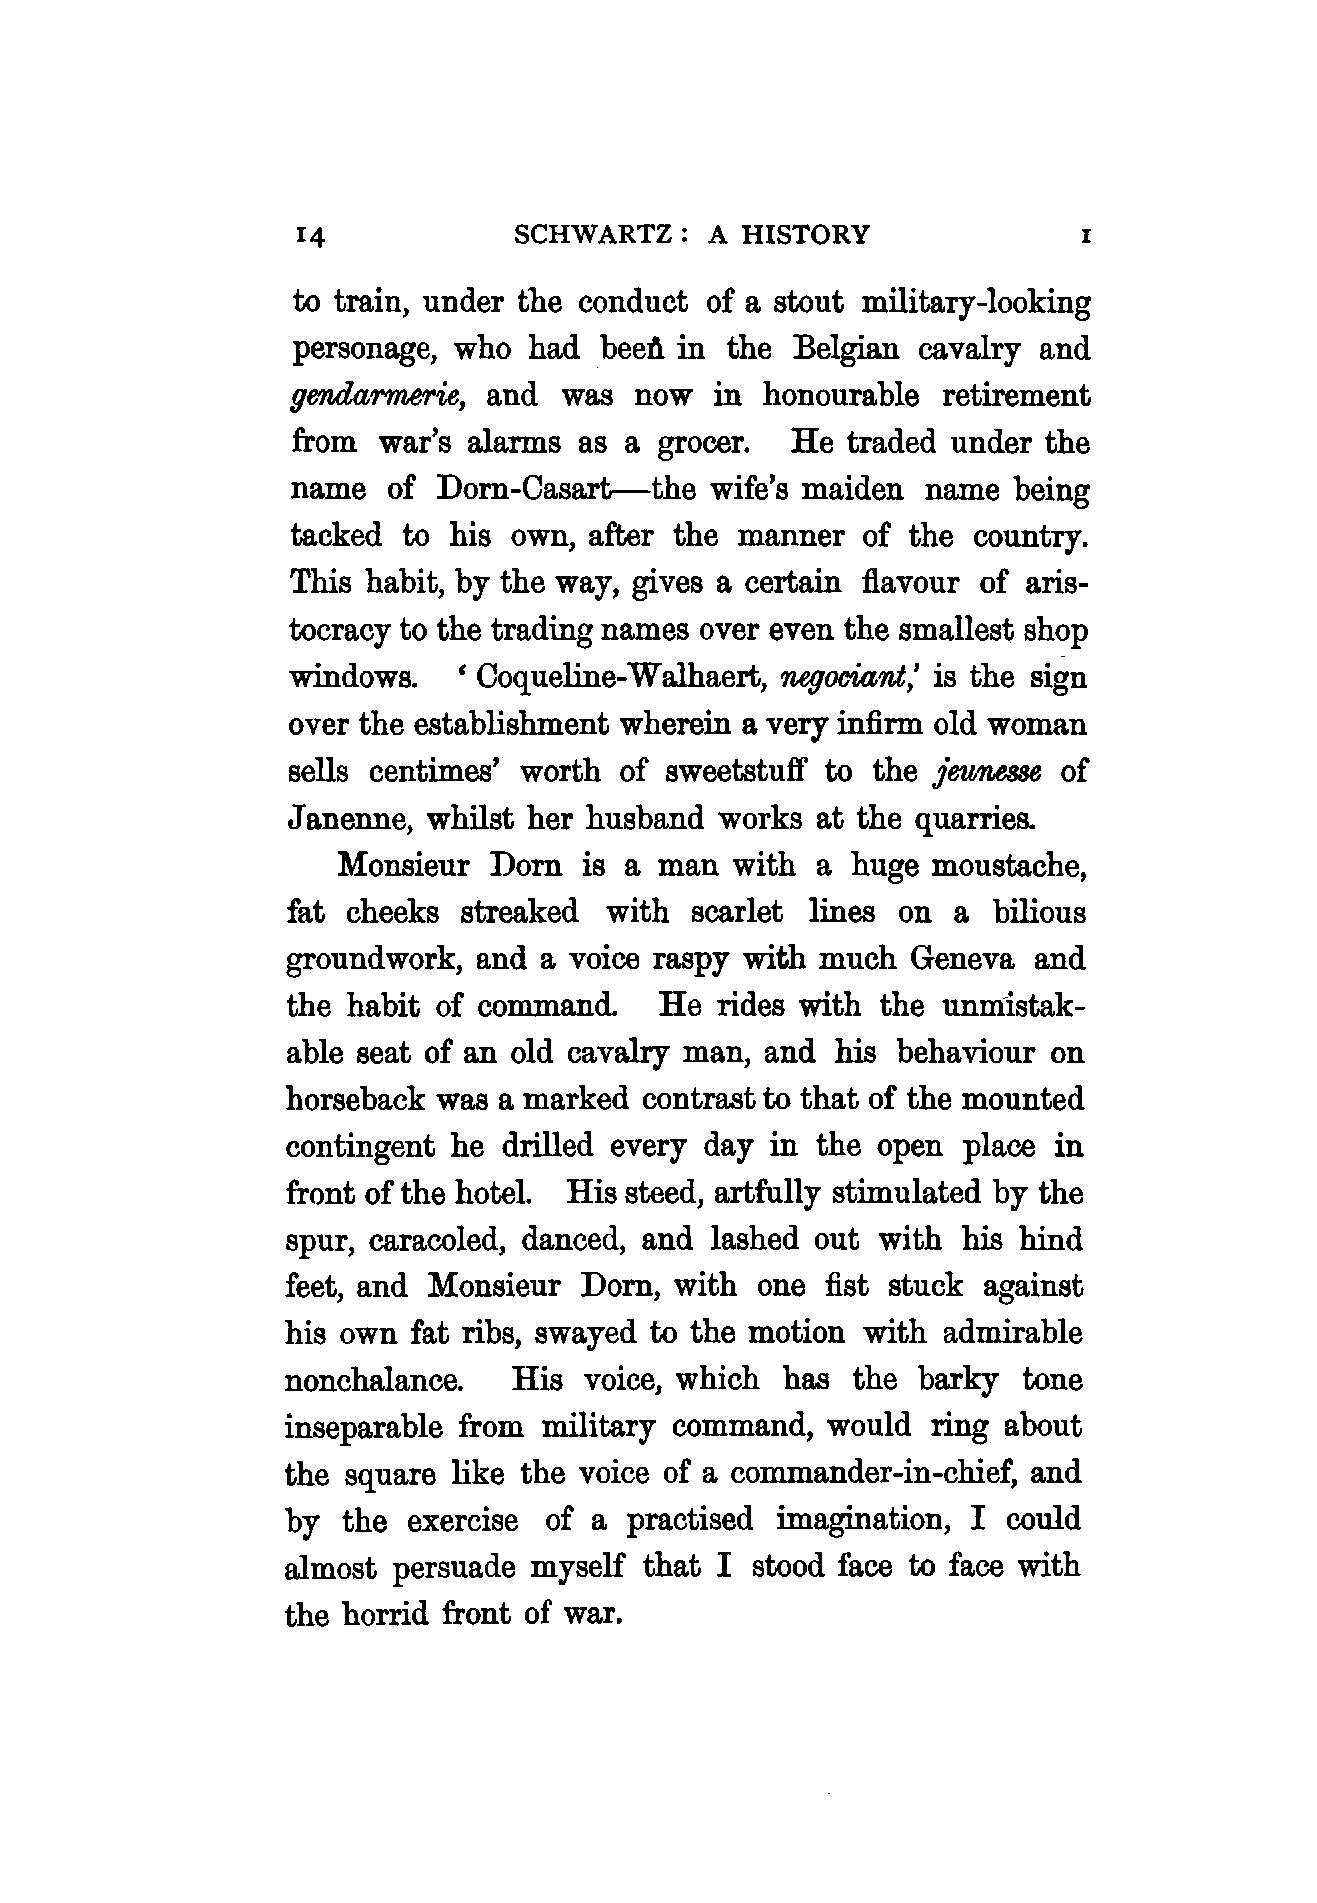 14 SCHWARTZ: A HISTORY I
to train, under the conduct of a stout military-looking
personage, who had been in the Belgian cavalry and
gendarmerie, and was now in honourable retirement
from war's alarms as a grocer. He traded under the
name of Dorn-Casart—the wife's maiden name being
tacked to his own, after the manner of the country.
This habit, by the way, gives a certain flavour of aris-
tocracy to the trading names over even the smallest shop
windows. ‘Coqueline-Walhaert, negociant,’ is the sign
over the establishment wherein a very infirm old woman
sells centimes’ worth of sweetstuff to the jeunesse of
Janenne, whilst her husband works at the quarries.
Monsieur Dorn is a man with a huge moustache,
fat cheeks streaked with scarlet lines on a bilious
groundwork, and a voice raspy with much Geneva and
the habit of command. He rides with the unmistak-
able seat of an old cavalry man, and his behaviour on
horseback was a marked contrast to that of the mounted
contingent he drilled every day in the open place in
front of the hotel. His steed, artfully stimulated by the
spur, caracoled, danced, and lashed out with his hind
feet, and Monsieur Dorn, with one fist stuck against
his own fat ribs, swayed to the motion with admirable
nonchalance. His voice, which has the barky tone
inseparable from military command, would ring about
the square like the voice of a commander-in-chief, and
by the exercise of a practised imagination, I could
almost persuade myself that I stood face to face with
the horrid front of war.